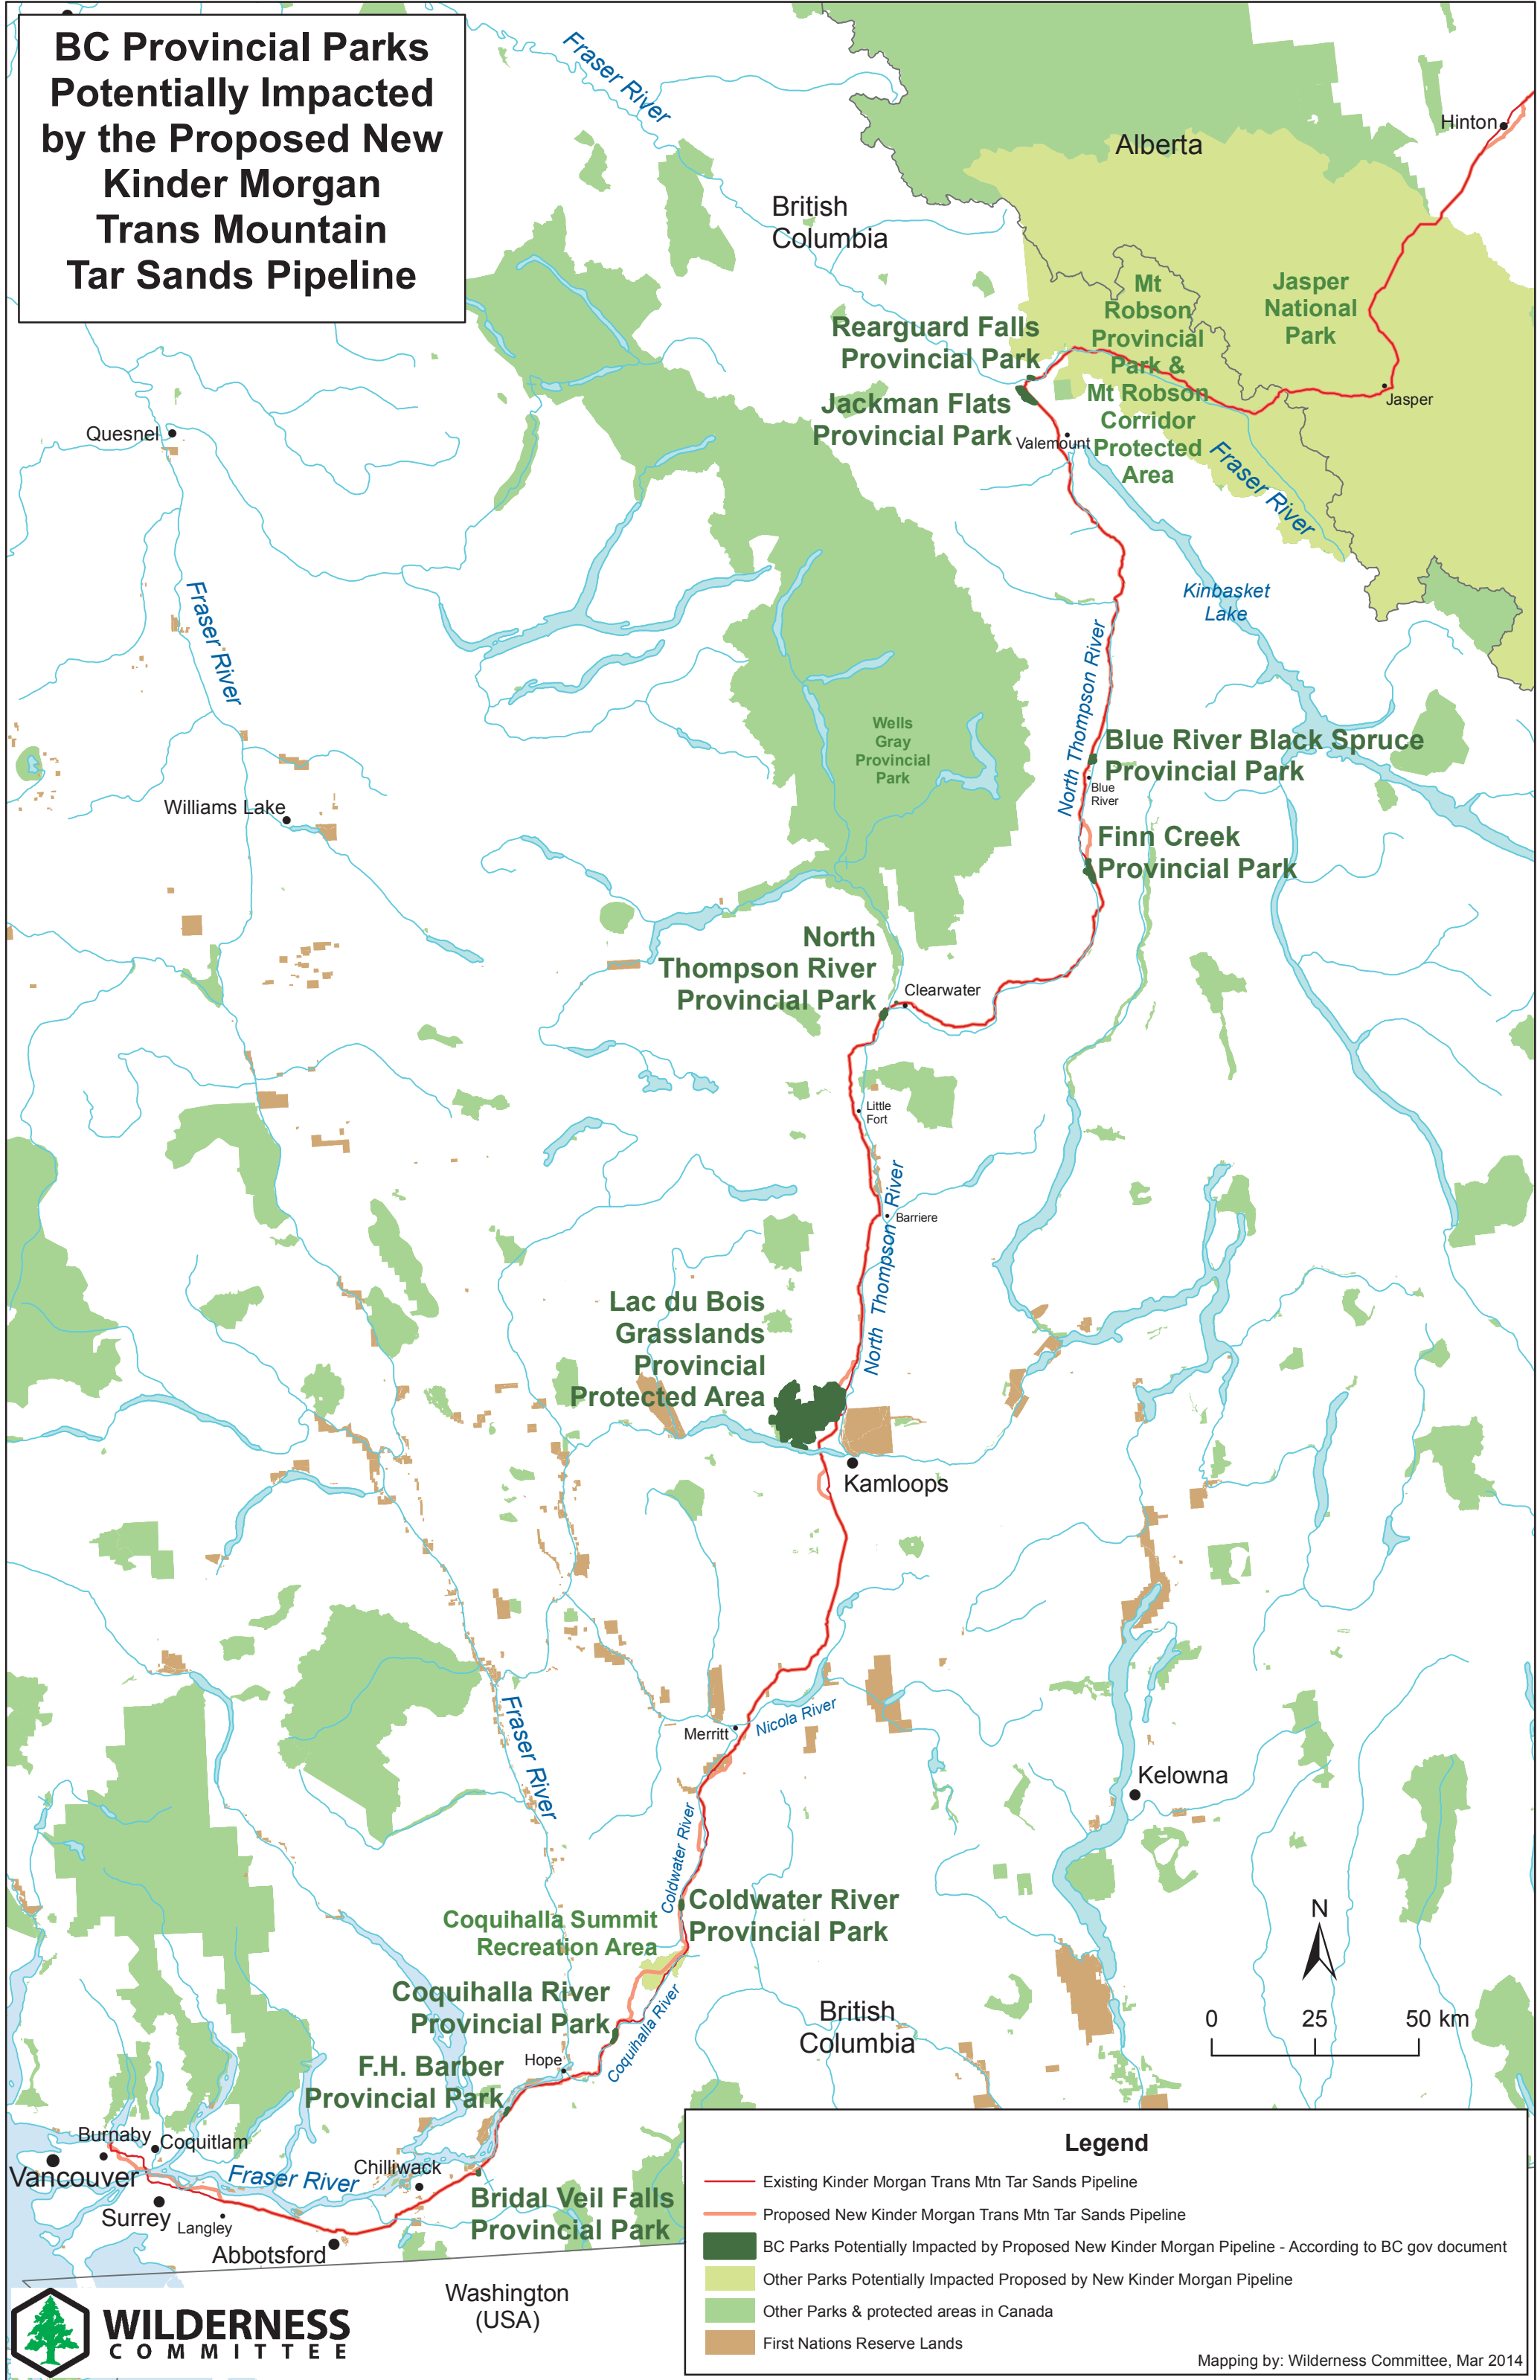 BC Provincial Parks
Potentially Impacted
by the Proposed New
Kinder Morgan
Trans Mountain
Tar Sands Pipeline
Fraser River
Hinton
Alberta
British
Columbia
Mt
Robson
Provincial
Park &
Mt Robson
Corridor
Protected
Area
Jasper
National
Park
Rearguard Falls
Provincial Park
Jackman Flats
Provincial Park
Jasper
Valemount
Quesnel
Fraser River
Fraser River
Kinbasket
Lake
North Thompson River
Wells
Gray
Provincial
Park
Blue River Black Spruce
Provincial Park
Blue
River
Williams Lake
Finn Creek
Provincial Park
North
Thompson River
Provincial Park
Clearwater
Little
Fort
Barriere
North Thompson River
Lac du Bois
Grasslands
Provincial
Protected Area
Kamloops
Fraser River
Merritt
Nicola River
Kelowna
Coldwater River
Coldwater River
Provincial Park
Coquihalla Summit
Recreation Area
Coquihalla River
Provincial Park
Coquihalla River
British
Columbia
N
0 25 50 km
Hope
F.H. Barber
Provincial Park
Burnaby
Coquitlam
Vancouver
Fraser River
Chilliwack
Surrey
Langley
Abbotsford
Bridal Veil Falls
Provincial Park
Washington
(USA)
WILDERNESS
COMMITTEE
Legend
Existing Kinder Morgan Trans Mtn Tar Sands Pipeline
Proposed New Kinder Morgan Trans Mtn Tar Sands Pipeline
BC Parks Potentially Impacted by Proposed New Kinder Morgan Pipeline - According to BC gov document
Other Parks Potentially Impacted Proposed by New Kinder Morgan Pipeline
Other Parks & protected areas in Canada
First Nations Reserve Lands
Mapping by: Wilderness Committee, Mar 2014